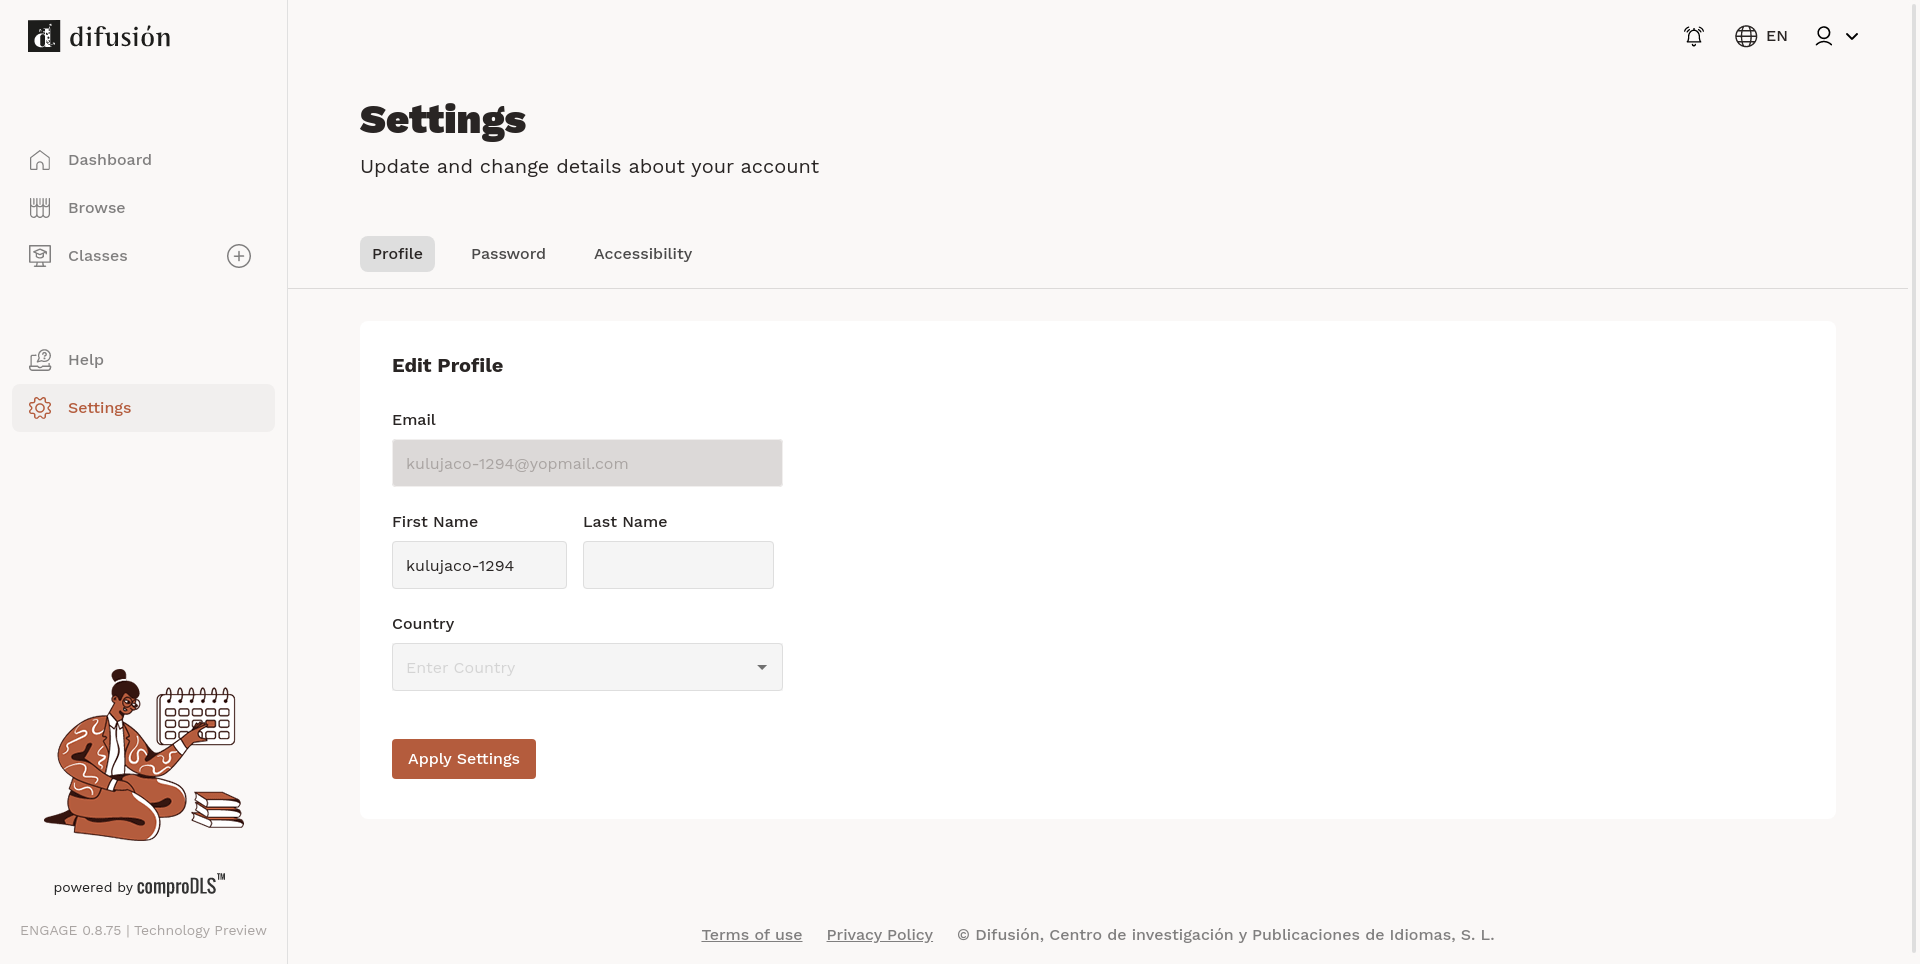 difusión
EN
Dashboard
Browse
Classes
Help
Settings
powered by comproDLS™
ENGAGE 0.8.75 | Technology Preview
Settings
Update and change details about your account
Profile
Password
Accessibility
Edit Profile
Email
kulujaco-1294@yopmail.com
First Name
Last Name
kulujaco-1294
Country
Enter Country
Apply Settings
Terms of use
Privacy Policy
© Difusión, Centro de investigación y Publicaciones de Idiomas, S. L.